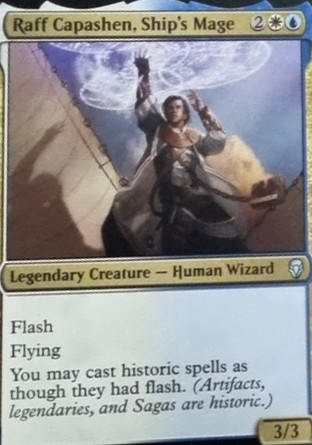 Raff Capashen, Ship's Mage 2
Legendary Creature — Human Wizard
Flash
Flying
You may cast historic spells as
though they had flash. (Artifacts,
legendaries, and Sagas are historic.)
3/3